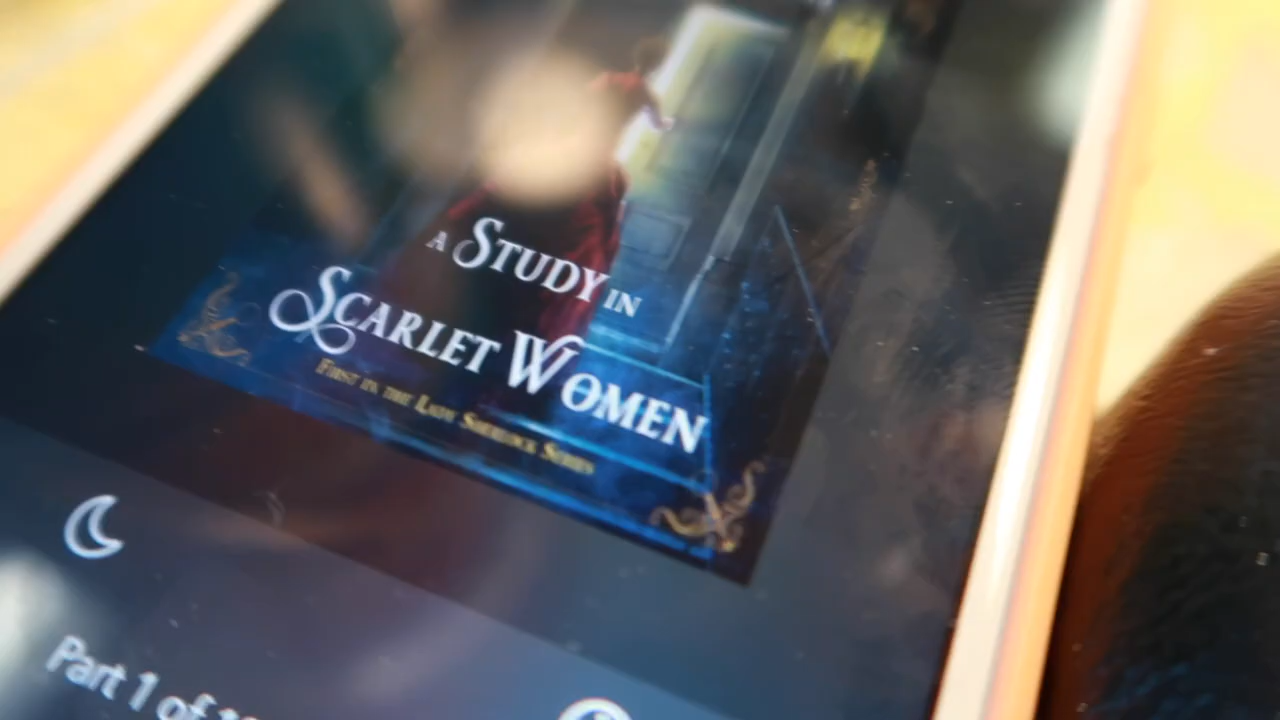 A STUDY IN
SCARLET WOMEN
FIRST IN THE LADY SHERLOCK SERIES
Part 1 of